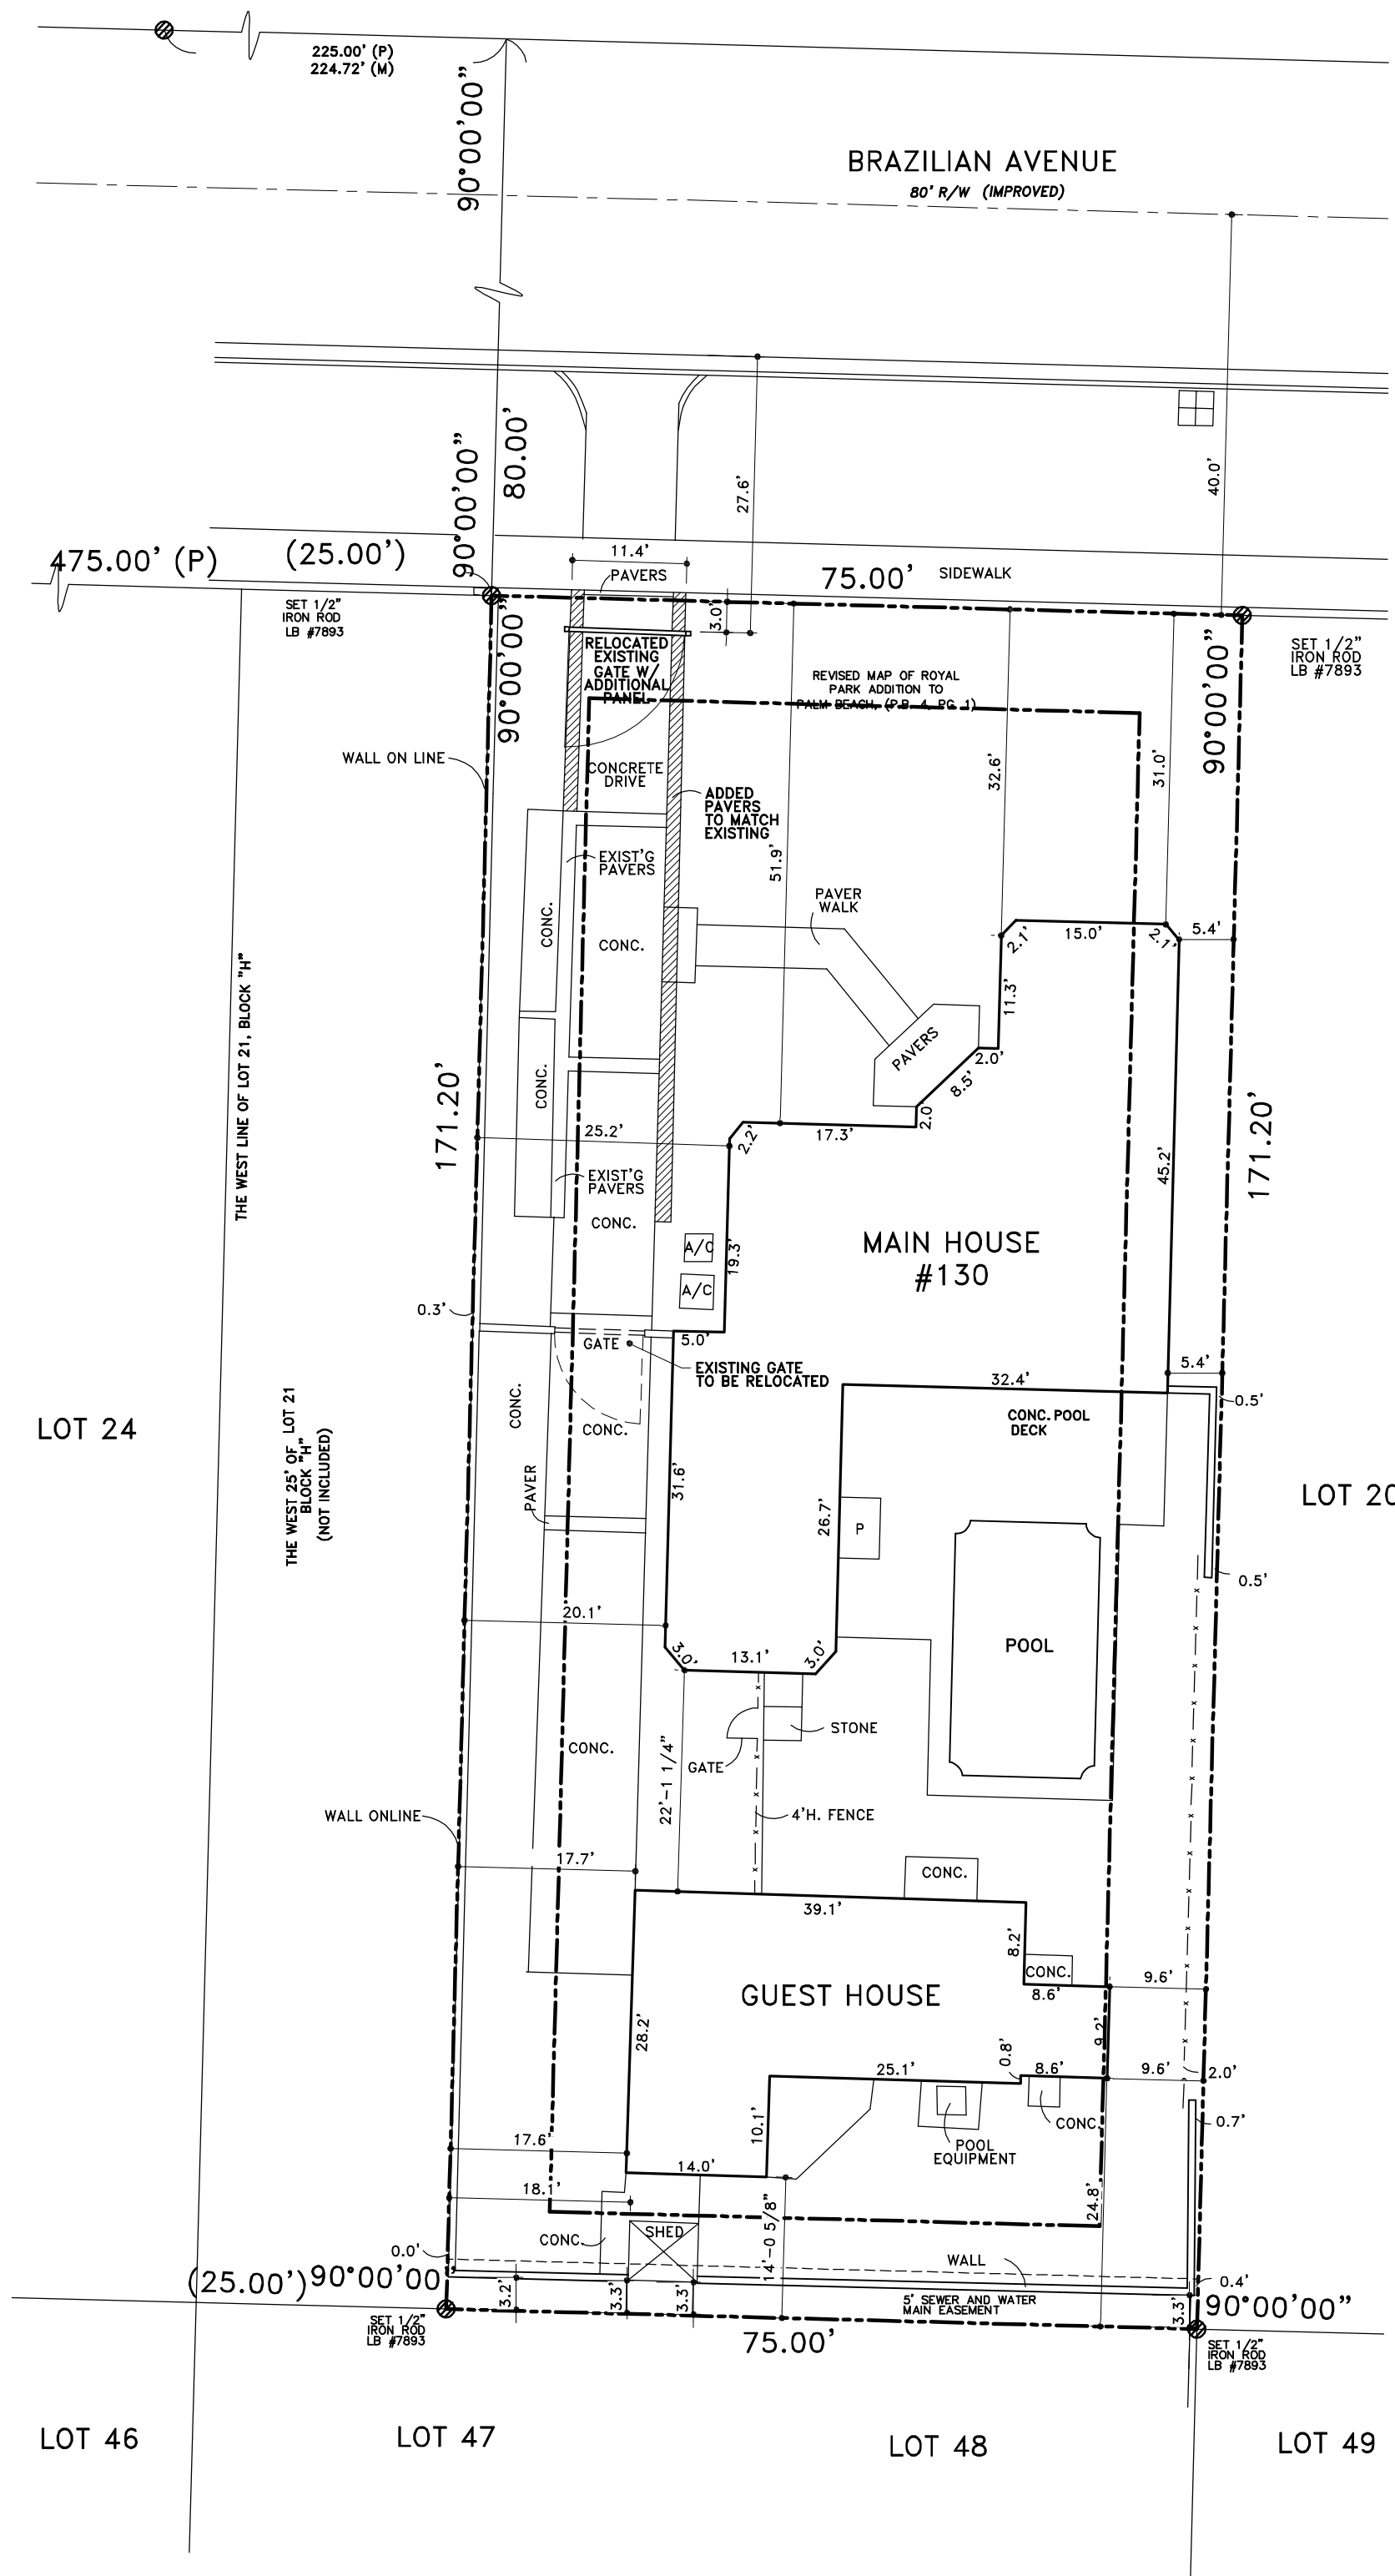 225.00' (P)
224.72' (M)
90°00'00"
BRAZILIAN AVENUE
80' R/W (IMPROVED)
90°00'00"
80.00'
27.6'
40.0'
475.00' (P)
(25.00')
11.4'
PAVERS
75.00'
SIDEWALK
SET 1/2"
IRON ROD
LB #7893
90°00'00"
3.0'
RELOCATED
EXISTING
GATE W/
ADDITIONAL
PANEL
REVISED MAP OF ROYAL
PARK ADDITION TO
PALM BEACH, (P.B. 4, PG. 1)
90°00'00"
SET 1/2"
IRON ROD
LB #7893
WALL ON LINE
CONCRETE
DRIVE
ADDED
PAVERS
TO MATCH
EXISTING
32.6'
31.0'
51.9'
EXIST'G
PAVERS
PAVER
WALK
CONC.
CONC.
2.1'
15.0'
2.1'
5.4'
11.3'
THE WEST LINE OF LOT 21, BLOCK "H"
PAVERS
2.0'
8.5'
2.0'
CONC.
171.20'
25.2'
2.2'
17.3'
45.2'
171.20'
EXIST'G
PAVERS
CONC.
A/C
19.3'
A/C
MAIN HOUSE
#130
0.3'
GATE
5.0'
EXISTING GATE
TO BE RELOCATED
5.4'
32.4'
0.5'
CONC.
CONC.
CONC. POOL
DECK
LOT 24
THE WEST 25' OF LOT 21
BLOCK "H"
(NOT INCLUDED)
PAVER
31.6'
26.7'
P
LOT 20
0.5'
20.1'
3.0'
13.1'
3.0'
POOL
STONE
CONC.
22'-1 1/4"
GATE
WALL ONLINE
4'H. FENCE
17.7'
CONC.
39.1'
8.2'
CONC.
9.6'
8.6'
GUEST HOUSE
28.2'
9.2'
25.1'
0.8'
8.6'
9.6'
2.0'
10.1'
CONC.
0.7'
17.6'
POOL
EQUIPMENT
14.0'
18.1'
14'-0 5/8"
24.8'
CONC.
SHED
0.0'
WALL
(25.00')
90°00'00"
3.2'
3.3'
3.3'
5' SEWER AND WATER
MAIN EASEMENT
3.3'
0.4'
90°00'00"
SET 1/2"
IRON ROD
LB #7893
75.00'
SET 1/2"
IRON ROD
LB #7893
LOT 46
LOT 47
LOT 48
LOT 49